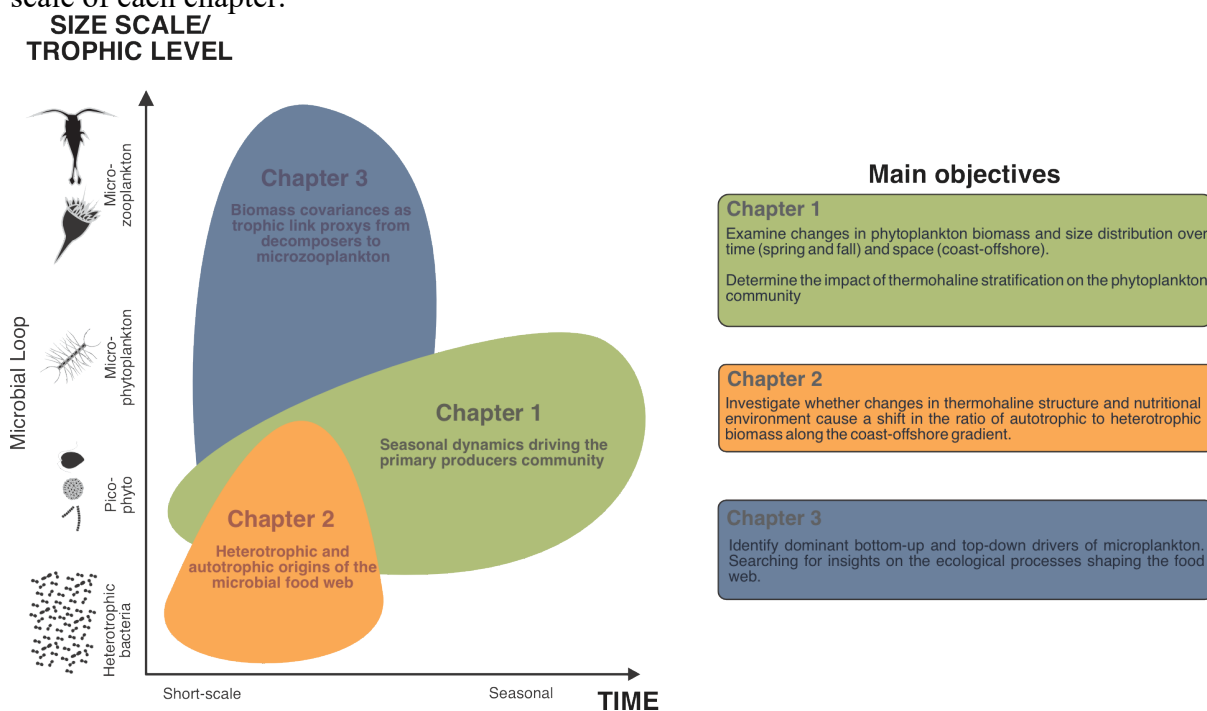 scale of each chapter.
SIZE SCALE/
TROPHIC LEVEL
Microbial Loop
Micro-
zooplankton
Micro-
phytoplankton
Pico-
phyto
Heterotrophic
bacteria
Chapter 3
Biomass covariances as
trophic link proxys from
decomposers to
microzooplankton
Chapter 1
Seasonal dynamics driving the
primary producers community
Chapter 2
Heterotrophic and
autotrophic origins of the
microbial food web
Short-scale
Seasonal
TIME
Main objectives
Chapter 1
Examine changes in phytoplankton biomass and size distribution over
time (spring and fall) and space (coast-offshore).
Determine the impact of thermohaline stratification on the phytoplankton
community
Chapter 2
Investigate whether changes in thermohaline structure and nutritional
environment cause a shift in the ratio of autotrophic to heterotrophic
biomass along the coast-offshore gradient.
Chapter 3
Identify dominant bottom-up and top-down drivers of microplankton.
Searching for insights on the ecological processes shaping the food
web.